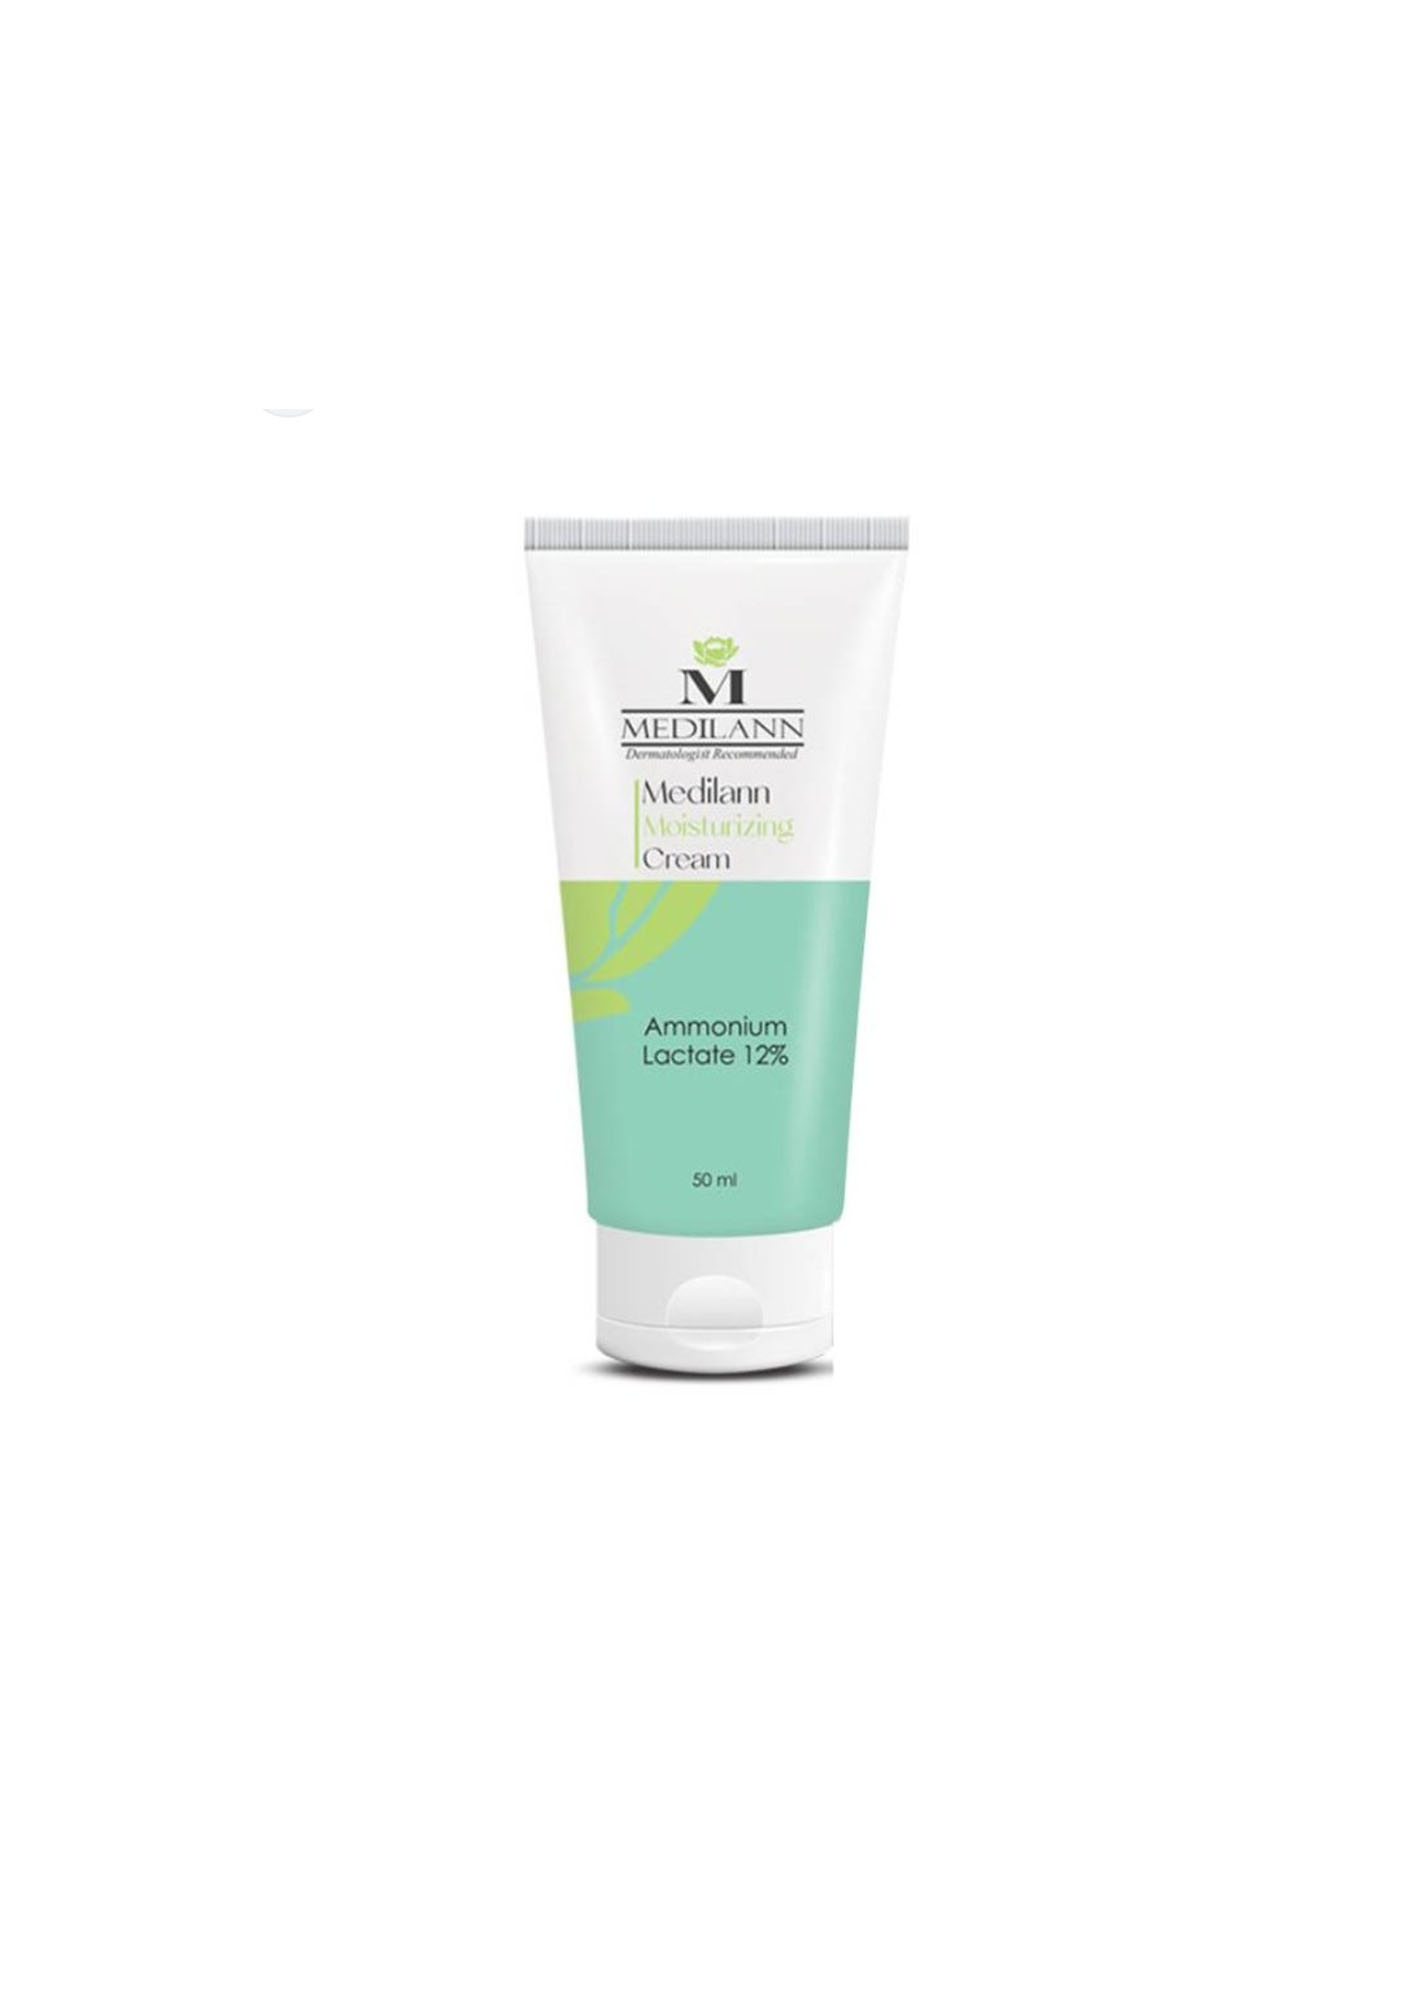 M
MEDILANN
Dermatologist Recommended
Medilann
Moisturizing
Cream
Ammonium
Lactate 12%
50 ml